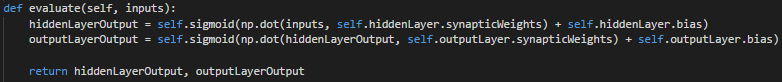 def evaluate(self, inputs):
    hiddenLayerOutput = self.sigmoid(np.dot(inputs, self.hiddenLayer.synapticWeights) + self.hiddenLayer.bias)
    outputLayerOutput = self.sigmoid(np.dot(hiddenLayerOutput, self.outputLayer.synapticWeights) + self.outputLayer.bias)
    return hiddenLayerOutput, outputLayerOutput